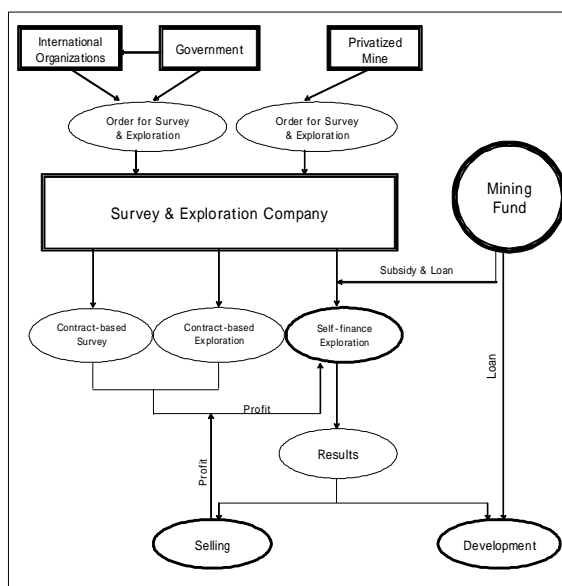 International
Organizations
Government
Privatized
Mine
Order for Survey
& Exploration
Order for Survey
& Exploration
Mining
Fund
Survey & Exploration Company
Subsidy & Loan
Contract-based
Survey
Contract-based
Exploration
Self-finance
Exploration
Loan
Profit
Results
Profit
Selling
Development